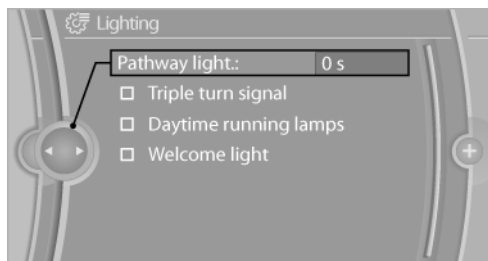 Lighting
Pathway light.: 0 s
Triple turn signal
Daytime running lamps
Welcome light